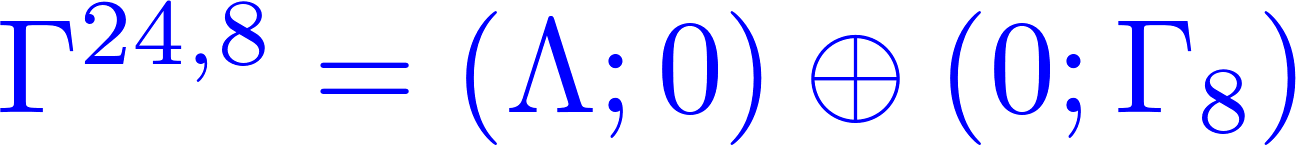 Γ^{24,8} = (Λ; 0) ⊕ (0; Γ_8)